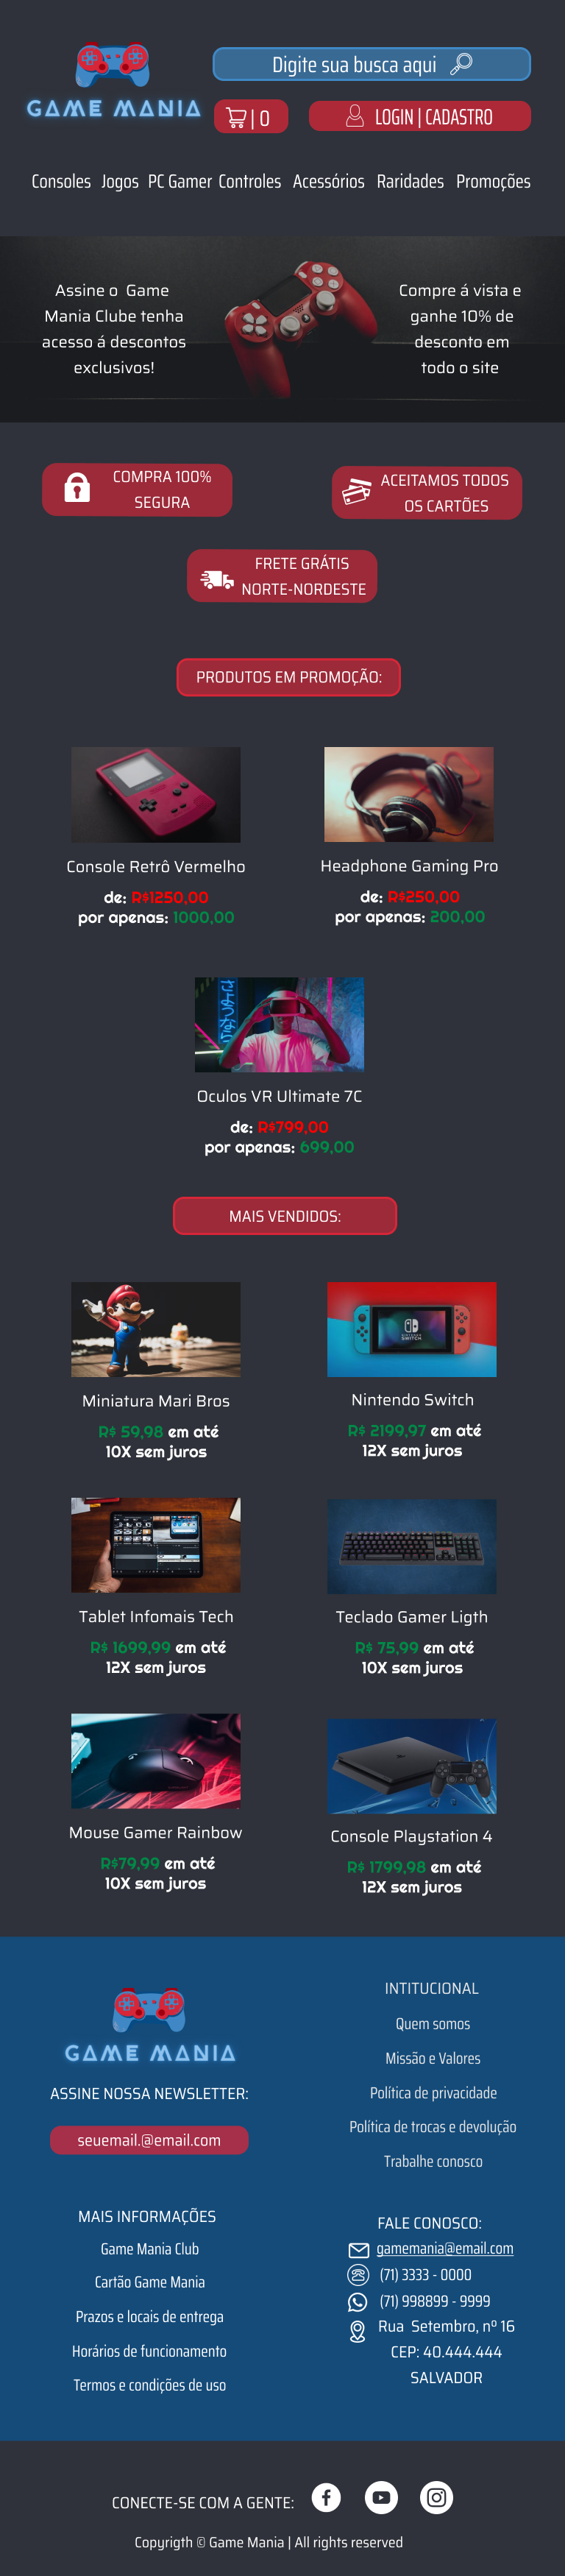 GAME MANIA
Digite sua busca aqui
| 0
LOGIN | CADASTRO
Consoles Jogos PC Gamer Controles Acessórios Raridades Promoções
Assine o Game
Mania Clube tenha
acesso á descontos
exclusivos!
Compre á vista e
ganhe 10% de
desconto em
todo o site
COMPRA 100%
SEGURA
ACEITAMOS TODOS
OS CARTÕES
FRETE GRÁTIS
NORTE-NORDESTE
PRODUTOS EM PROMOÇÃO:
Console Retrô Vermelho
de: R$1250,00
por apenas: 1000,00
Headphone Gaming Pro
de: R$250,00
por apenas: 200,00
Oculos VR Ultimate 7C
de: R$799,00
por apenas: 699,00
MAIS VENDIDOS:
Miniatura Mari Bros
R$ 59,98 em até
10X sem juros
NINTENDO
SWITCH
Nintendo Switch
R$ 2199,97 em até
12X sem juros
Tablet Infomais Tech
R$ 1699,99 em até
12X sem juros
Teclado Gamer Ligth
R$ 75,99 em até
10X sem juros
Mouse Gamer Rainbow
R$79,99 em até
10X sem juros
Console Playstation 4
R$ 1799,98 em até
12X sem juros
GAME MANIA
ASSINE NOSSA NEWSLETTER:
seuemail.@email.com
INTITUCIONAL
Quem somos
Missão e Valores
Política de privacidade
Política de trocas e devolução
Trabalhe conosco
MAIS INFORMAÇÕES
Game Mania Club
Cartão Game Mania
Prazos e locais de entrega
Horários de funcionamento
Termos e condições de uso
FALE CONOSCO:
gamemania@email.com
(71) 3333 - 0000
(71) 998899 - 9999
Rua Setembro, nº 16
CEP: 40.444.444
SALVADOR
CONECTE-SE COM A GENTE:
Copyrigth © Game Mania | All rights reserved